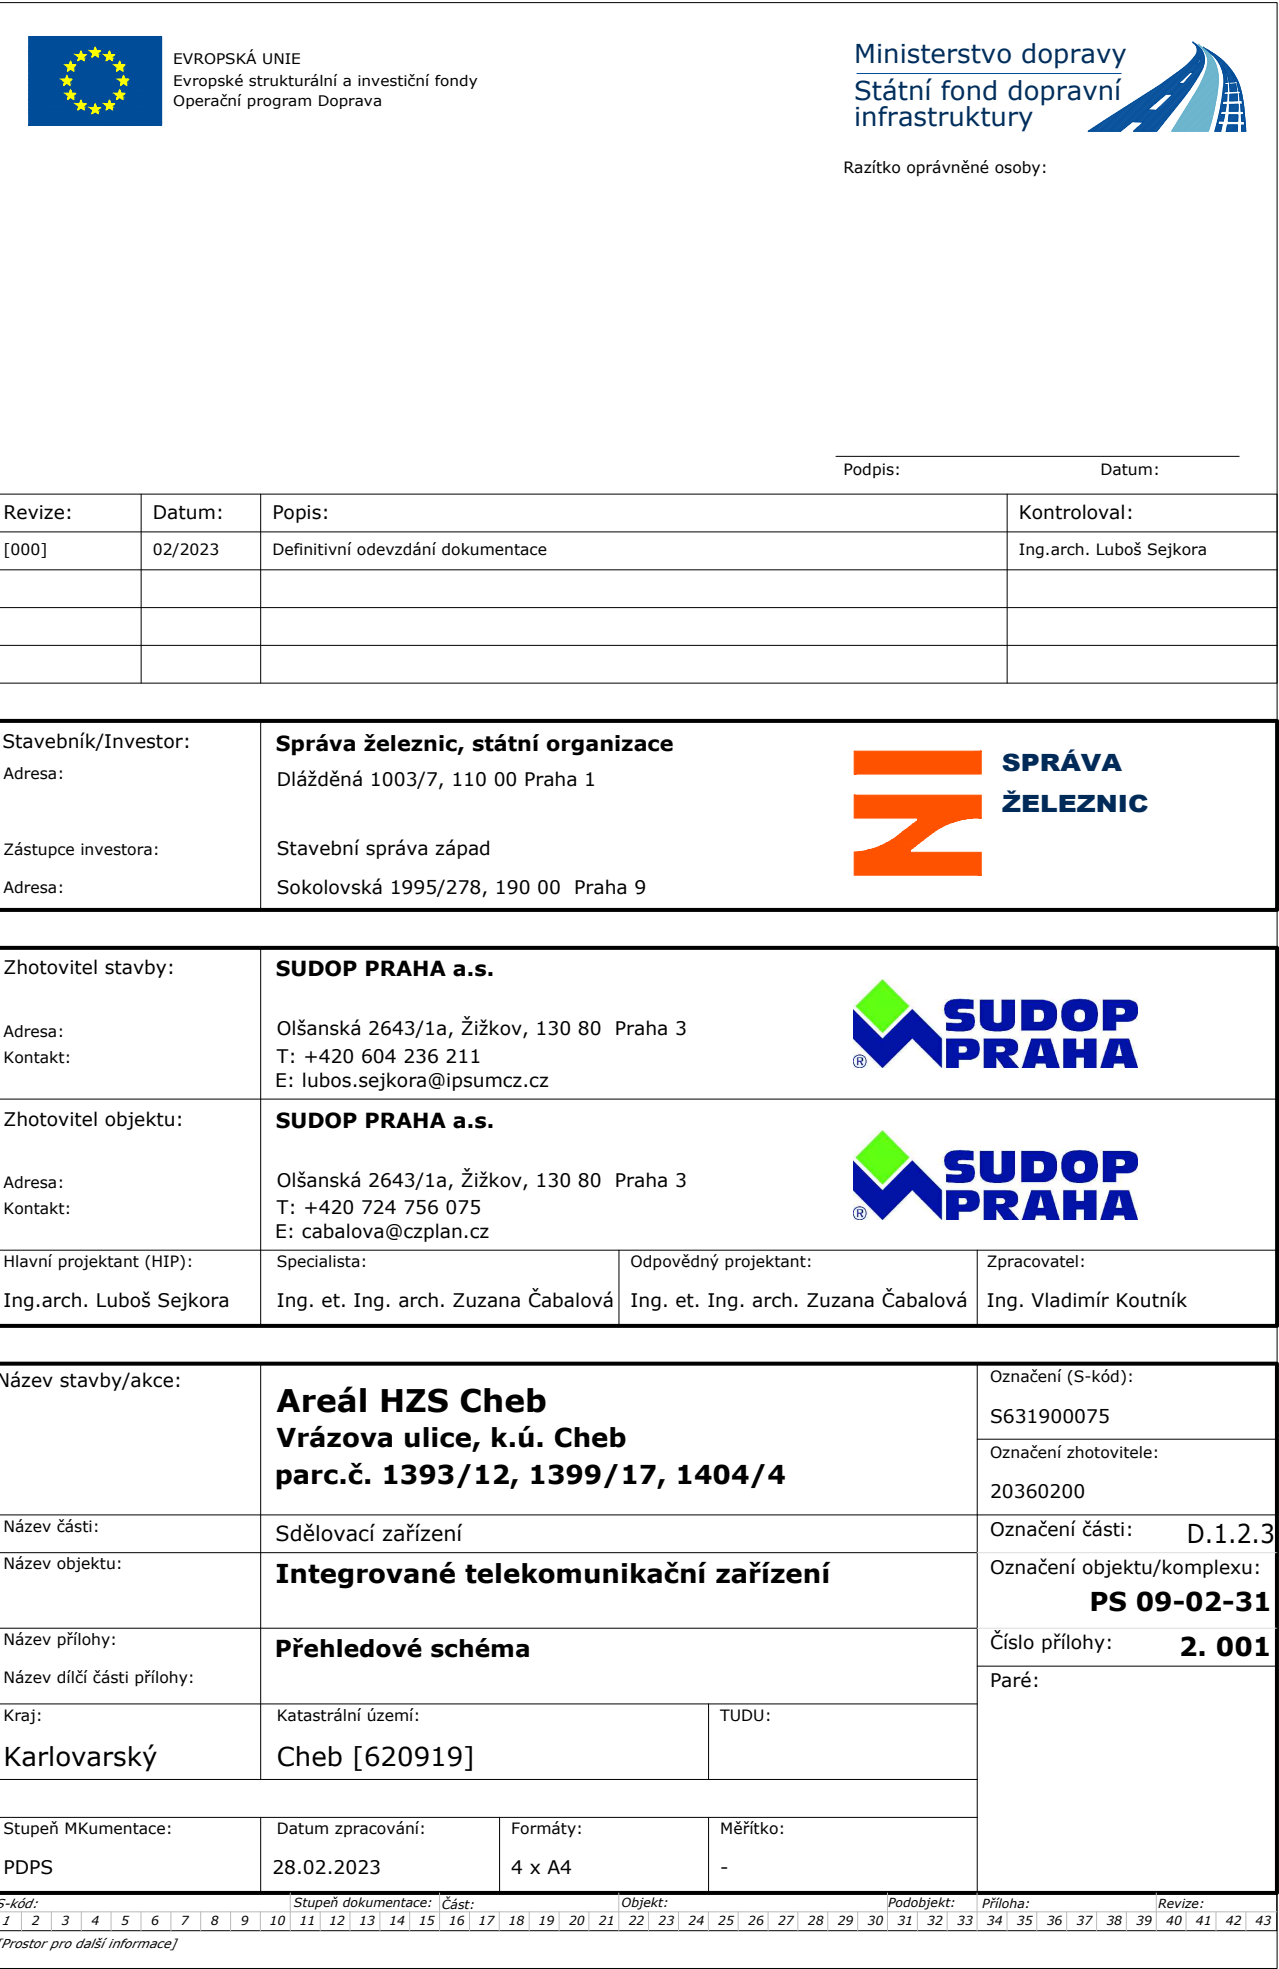 EVROPSKÁ UNIE
Evropské strukturální a investiční fondy
Operační program Doprava
Ministerstvo dopravy
Státní fond dopravní
infrastruktury
Razítko oprávněné osoby:
Podpis: Datum:
Revize: Datum: Popis: Kontroloval:
[000] 02/2023 Definitivní odevzdání dokumentace Ing.arch. Luboš Sejkora
Stavebník/Investor: Správa železnic, státní organizace
Adresa: Dlážděná 1003/7, 110 00 Praha 1
SPRÁVA
ŽELEZNIC
Zástupce investora: Stavební správa západ
Adresa: Sokolovská 1995/278, 190 00 Praha 9
Zhotovitel stavby: SUDOP PRAHA a.s.
Adresa: Olšanská 2643/1a, Žižkov, 130 80 Praha 3
Kontakt: T: +420 604 236 211
E: lubos.sejkora@ipsumcz.cz
SUDOP
PRAHA
®
Zhotovitel objektu: SUDOP PRAHA a.s.
Adresa: Olšanská 2643/1a, Žižkov, 130 80 Praha 3
Kontakt: T: +420 724 756 075
E: cabalova@czplan.cz
SUDOP
PRAHA
®
Hlavní projektant (HIP): Specialista: Odpovědný projektant: Zpracovatel:
Ing.arch. Luboš Sejkora Ing. et. Ing. arch. Zuzana Čabalová Ing. et. Ing. arch. Zuzana Čabalová Ing. Vladimír Koutník
Název stavby/akce: Areál HZS Cheb
Vrázova ulice, k.ú. Cheb
parc.č. 1393/12, 1399/17, 1404/4
Označení (S-kód):
S631900075
Označení zhotovitele:
20360200
Název části: Sdělovací zařízení Označení části: D.1.2.3
Název objektu: Integrované telekomunikační zařízení Označení objektu/komplexu:
PS 09-02-31
Název přílohy: Přehledové schéma Číslo přílohy: 2. 001
Název dílčí části přílohy: Paré:
Kraj: Katastrální území: TUDU:
Karlovarský Cheb [620919]
Stupeň MKumentace: Datum zpracování: Formáty: Měřítko:
PDPS 28.02.2023 4 x A4 -
S-kód: Stupeň dokumentace: Část: Objekt: Podobjekt: Příloha: Revize:
1 2 3 4 5 6 7 8 9 10 11 12 13 14 15 16 17 18 19 20 21 22 23 24 25 26 27 28 29 30 31 32 33 34 35 36 37 38 39 40 41 42 43
[Prostor pro další informace]